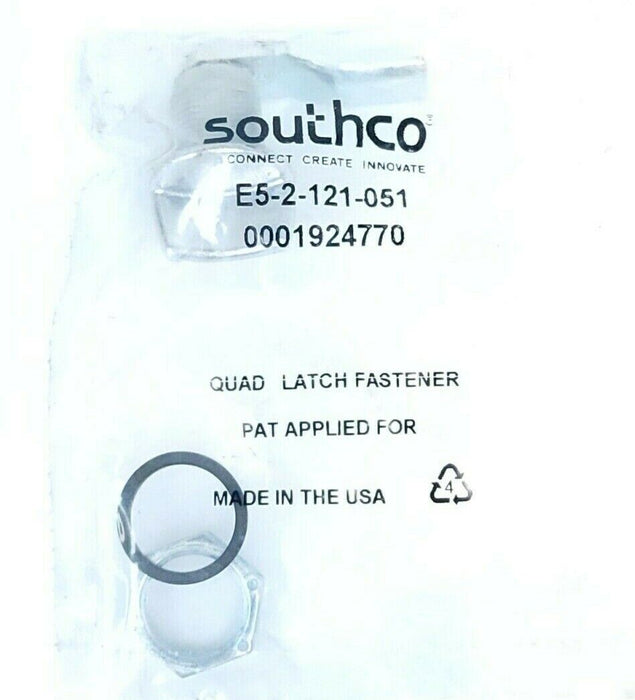 southco
CONNECT CREATE INNOVATE
E5-2-121-051
0001924770
QUAD LATCH FASTENER
PAT APPLIED FOR
MADE IN THE USA
4